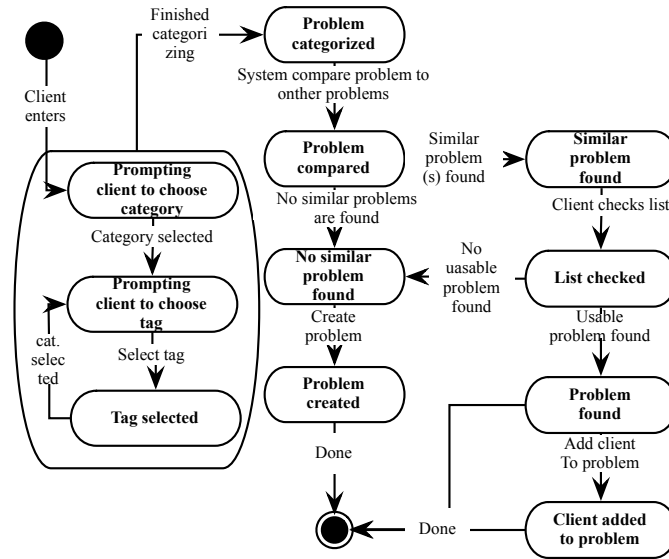 Finished
categori
zing
Problem
categorized
Client
enters
System compare problem to
onther problems
Prompting
client to choose
category
Problem
compared
Similar
problem
(s) found
Similar
problem
found
Category selected
No similar problems
are found
Client checks list
Prompting
client to choose
tag
No similar
problem
found
No
uasable
problem
found
List checked
cat.
selec
ted
Select tag
Create
problem
Usable
problem found
Tag selected
Problem
created
Problem
found
Done
Add client
To problem
Done
Client added
to problem